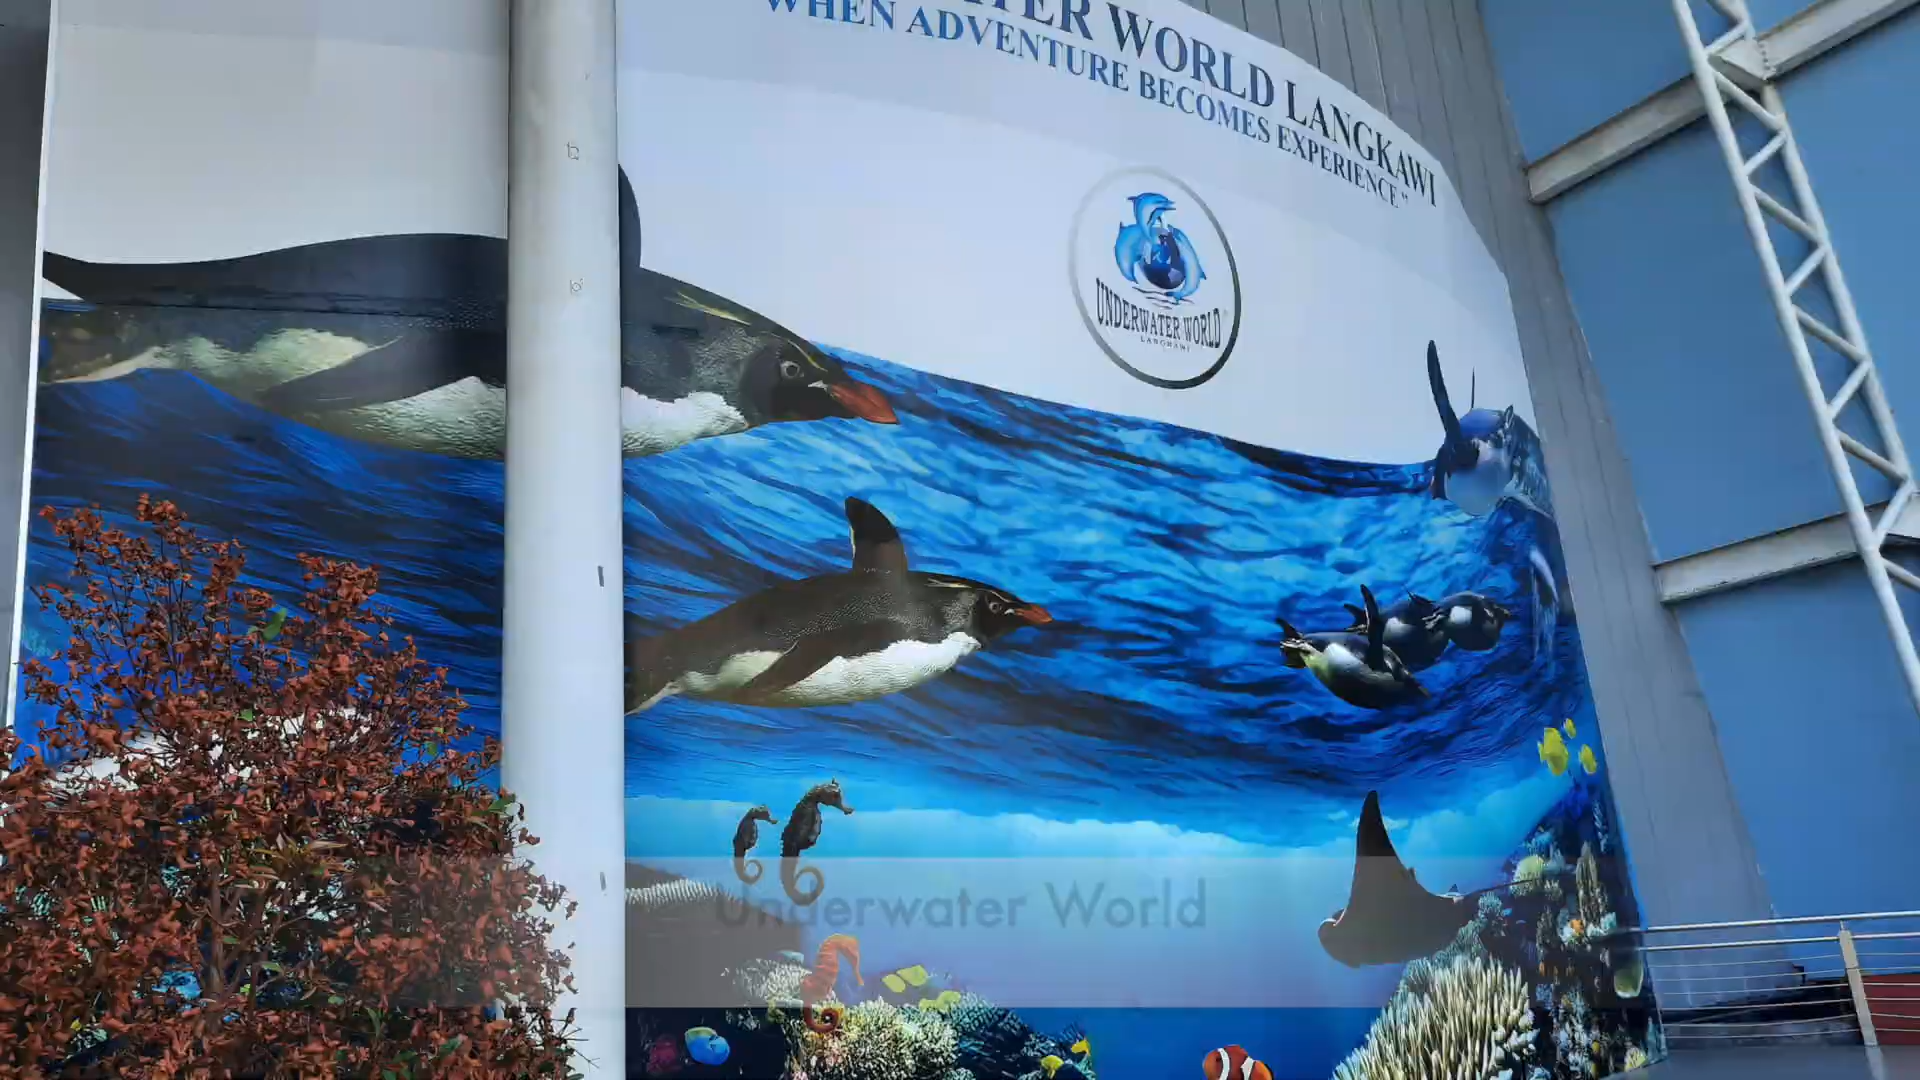 WORLD LANGKAWI
"WHEN ADVENTURE BECOMES EXPERIENCE"
UNDERWATER WORLD
LANGKAWI
Underwater World